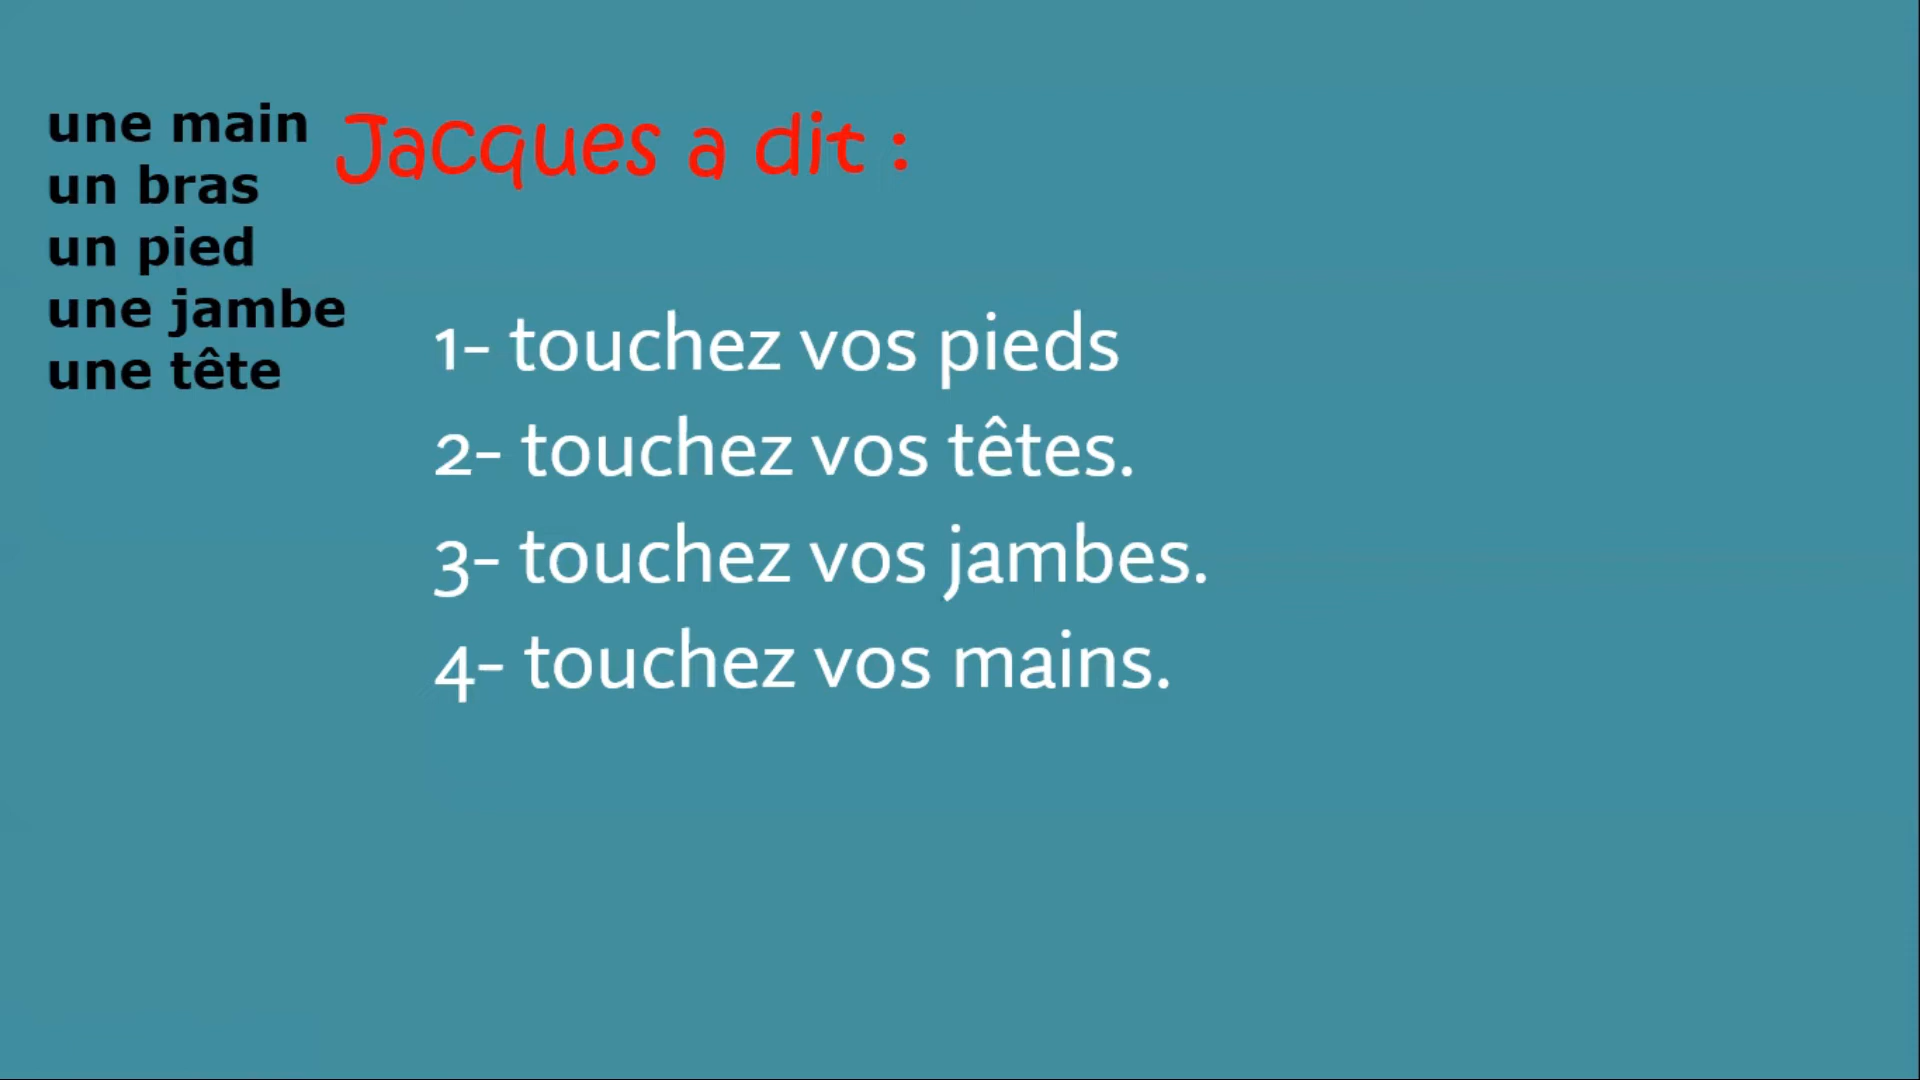 une main
un bras
un pied
une jambe
une tête
Jacques a dit :
1- touchez vos pieds
2- touchez vos têtes.
3- touchez vos jambes.
4- touchez vos mains.